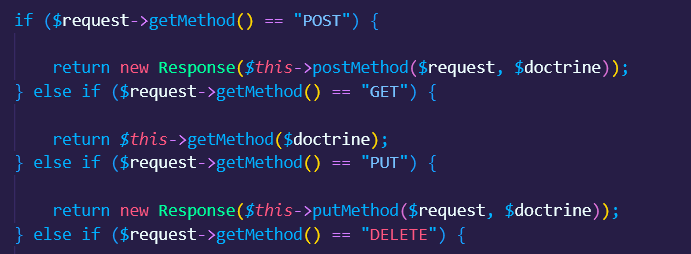 if ($request->getMethod() == "POST") {
return new Response($this->postMethod($request, $doctrine));
} else if ($request->getMethod() == "GET") {
return $this->getMethod($doctrine);
} else if ($request->getMethod() == "PUT") {
return new Response($this->putMethod($request, $doctrine));
} else if ($request->getMethod() == "DELETE") {